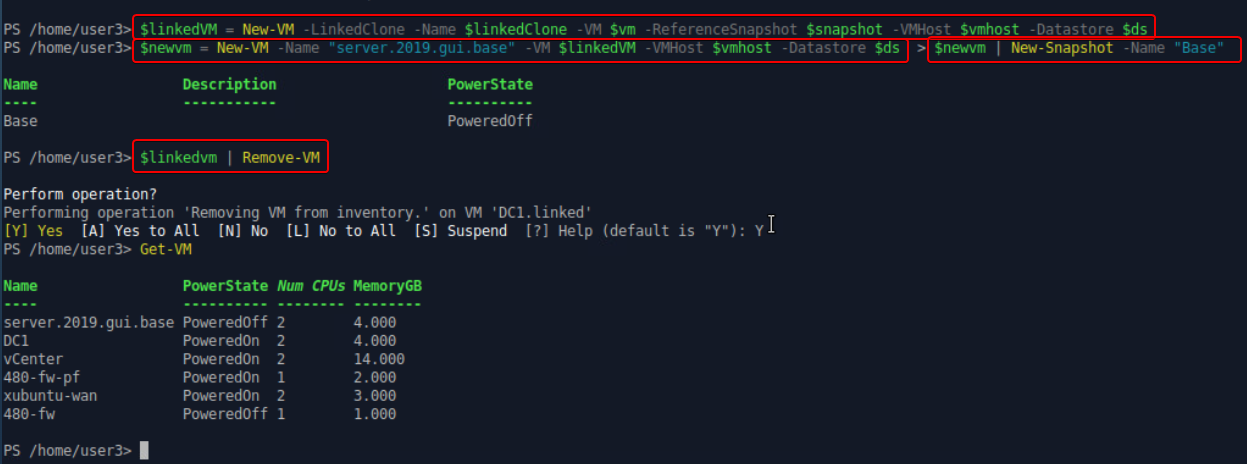 PS /home/user3> $linkedVM = New-VM -LinkedClone -Name $linkedClone -VM $vm -ReferenceSnapshot $snapshot -VMHost $vmhost -Datastore $ds
PS /home/user3> $newvm = New-VM -Name "server.2019.gui.base" -VM $linkedVM -VMHost $vmhost -Datastore $ds > $newvm | New-Snapshot -Name "Base"
Name Description PowerState
---- ----------- ----------
Base PoweredOff
PS /home/user3> $linkedvm | Remove-VM
Perform operation?
Performing operation 'Removing VM from inventory.' on VM 'DC1.linked'
[Y] Yes [A] Yes to All [N] No [L] No to All [S] Suspend [?] Help (default is "Y"): Y
PS /home/user3> Get-VM
Name PowerState Num CPUs MemoryGB
---- ---------- -------- --------
server.2019.gui.base PoweredOff 2 4.000
DC1 PoweredOn 2 4.000
vCenter PoweredOn 2 14.000
480-fw-pf PoweredOn 1 2.000
xubuntu-wan PoweredOn 2 3.000
480-fw PoweredOff 1 1.000
PS /home/user3>